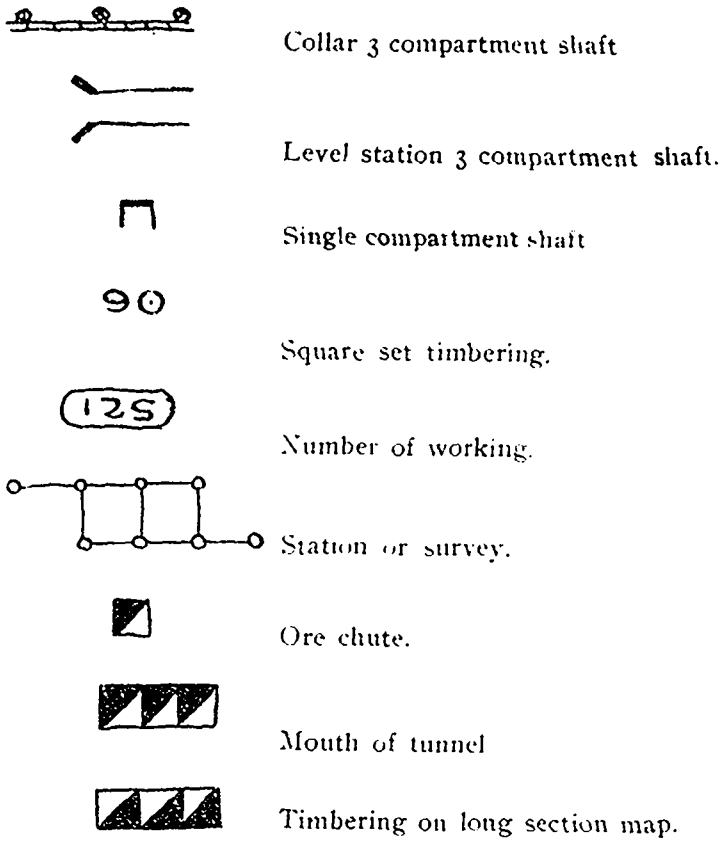 Collar 3 compartment shaft
Level station 3 compartment shaft.
Single compartment shaft
90
Square set timbering.
125
Number of working.
Station or survey.
Ore chute.
Mouth of tunnel
Timbering on long section map.